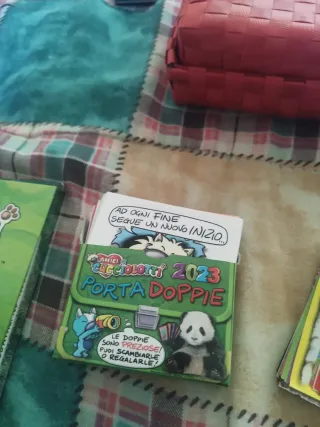 AD OGNI FINE
SEGUE UN NUOVO INIZIO..
AMICI
Cucciolotti 2023
PORTA DOPPIE
LE DOPPIE
SONO PREZIOSE!
PUOI SCAMBIARLE
O REGALARLE!